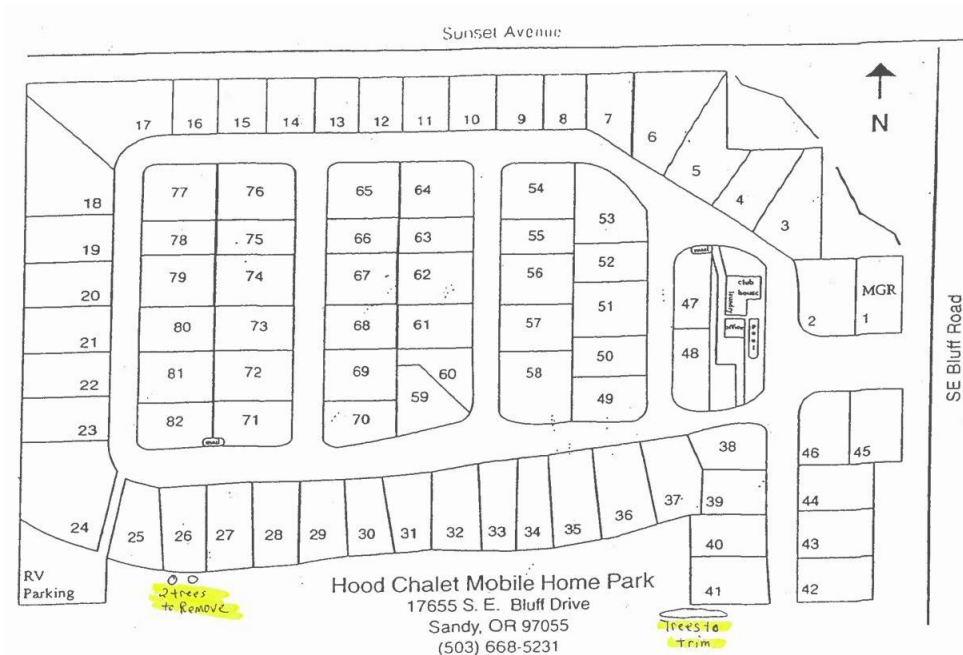 Sunset Avenue
N
17 16 15 14 13 12 11 10 9 8 7
6
5
4
3
18
19
20
21
22
23
24
77 76
78 75
79 74
80 73
81 72
82 71
65 64
66 63
67 62
68 61
69 60
70 59
54 53
55 52
56 51
57 50
58 49
47
48
club
house
office
2
MGR
1
SE Bluff Road
38
39
40
41
46 45
44
43
42
25 26 27 28 29 30 31 32 33 34 35 36 37
RV
Parking
2 trees
to Remove
Hood Chalet Mobile Home Park
17655 S. E. Bluff Drive
Sandy, OR 97055
(503) 668-5231
Trees to
trim